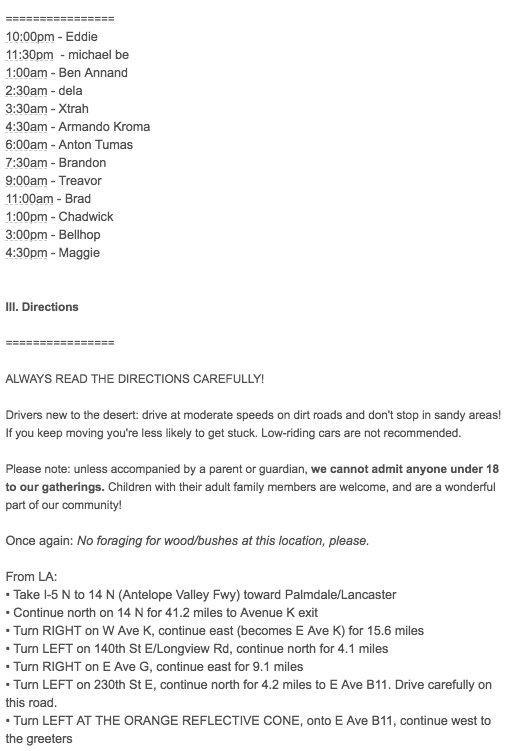 ================
10:00pm - Eddie
11:30pm  - michael be
1:00am - Ben Annand
2:30am - dela
3:30am - Xtrah
4:30am - Armando Kroma
6:00am - Anton Tumas
7:30am - Brandon
9:00am - Treavor
11:00am - Brad
1:00pm - Chadwick
3:00pm - Bellhop
4:30pm - Maggie
III. Directions
================
ALWAYS READ THE DIRECTIONS CAREFULLY!
Drivers new to the desert: drive at moderate speeds on dirt roads and don't stop in sandy areas!
If you keep moving you're less likely to get stuck. Low-riding cars are not recommended.
Please note: unless accompanied by a parent or guardian, we cannot admit anyone under 18
to our gatherings. Children with their adult family members are welcome, and are a wonderful
part of our community!
Once again: No foraging for wood/bushes at this location, please.
From LA:
• Take I-5 N to 14 N (Antelope Valley Fwy) toward Palmdale/Lancaster
• Continue north on 14 N for 41.2 miles to Avenue K exit
• Turn RIGHT on W Ave K, continue east (becomes E Ave K) for 15.6 miles
• Turn LEFT on 140th St E/Longview Rd, continue north for 4.1 miles
• Turn RIGHT on E Ave G, continue east for 9.1 miles
• Turn LEFT on 230th St E, continue north for 4.2 miles to E Ave B11. Drive carefully on
this road.
• Turn LEFT AT THE ORANGE REFLECTIVE CONE, onto E Ave B11, continue west to
the greeters